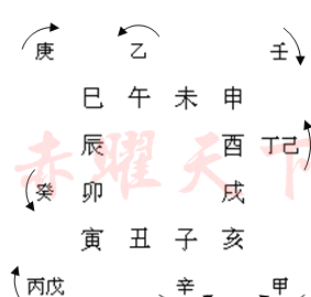 庚 乙 壬
巳 午 未 申
辰 酉 丁己
赤曜天下
癸 卯 戌
寅 丑 子 亥
丙戊 辛 甲